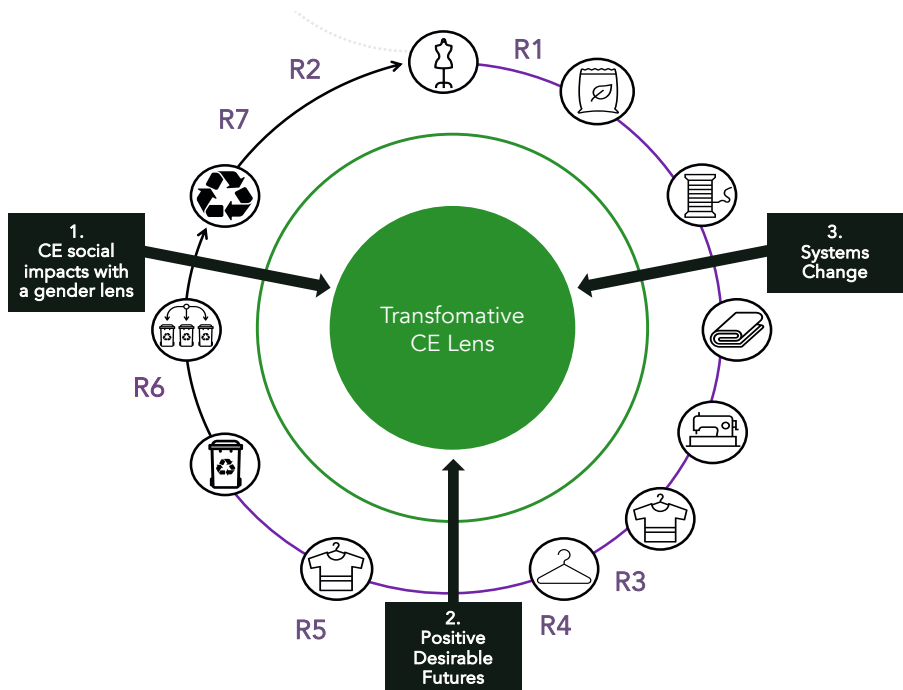 R1
R2
R7
1.
CE social
impacts with
a gender lens
3.
Systems
Change
Transfomative
CE Lens
R6
R3
R4
R5
2.
Positive
Desirable
Futures